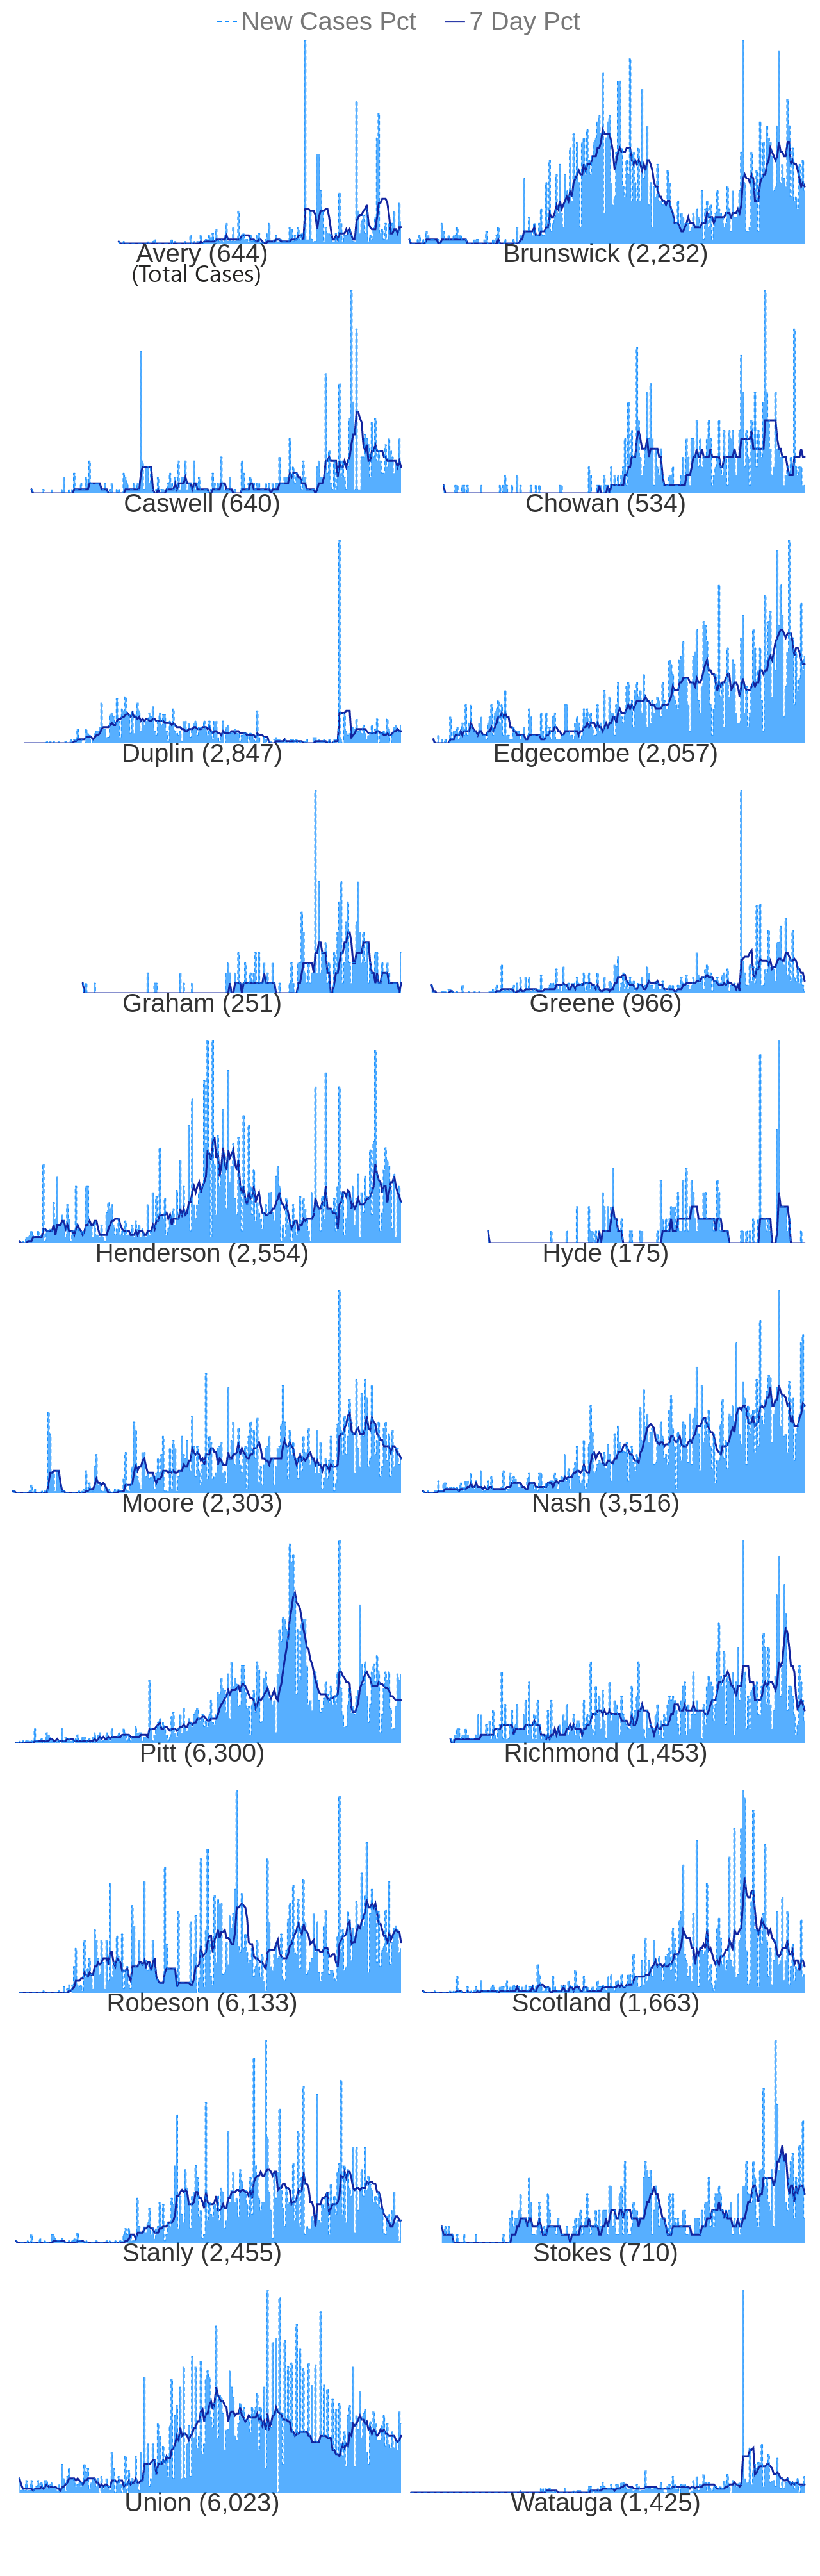 New Cases Pct 7 Day Pct
Avery (644) Brunswick (2,232)
(Total Cases)
Caswell (640) Chowan (534)
Duplin (2,847) Edgecombe (2,057)
Graham (251) Greene (966)
Henderson (2,554) Hyde (175)
Moore (2,303) Nash (3,516)
Pitt (6,300) Richmond (1,453)
Robeson (6,133) Scotland (1,663)
Stanly (2,455) Stokes (710)
Union (6,023) Watauga (1,425)